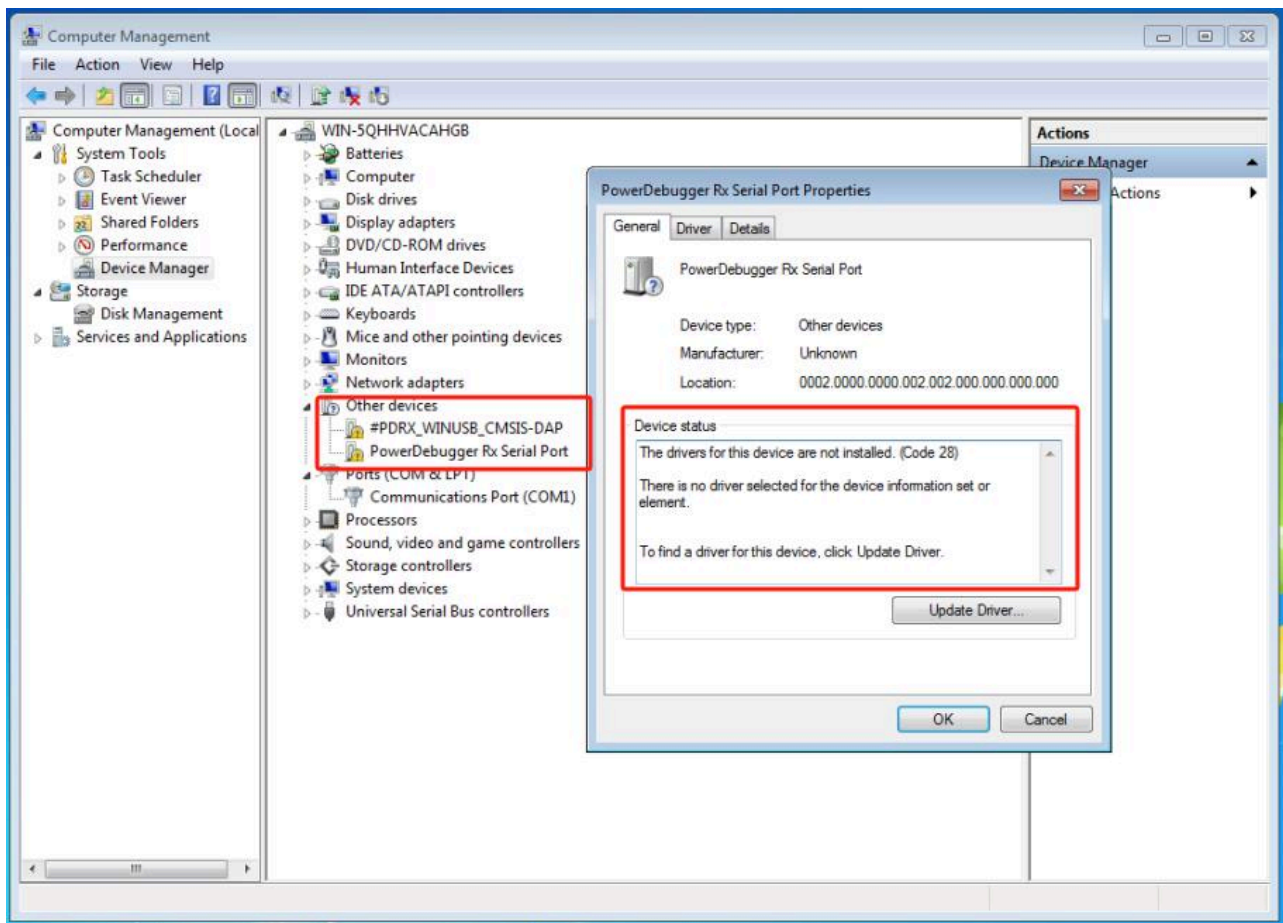 Computer Management
File Action View Help
Computer Management (Local
System Tools
Task Scheduler
Event Viewer
Shared Folders
Performance
Device Manager
Storage
Disk Management
Services and Applications
WIN-5QHHVACAHGB
Batteries
Computer
Disk drives
Display adapters
DVD/CD-ROM drives
Human Interface Devices
IDE ATA/ATAPI controllers
Keyboards
Mice and other pointing devices
Monitors
Network adapters
Other devices
#PDRX_WINUSB_CMSIS-DAP
PowerDebugger Rx Serial Port
Ports (COM & LPT)
Communications Port (COM1)
Processors
Sound, video and game controllers
Storage controllers
System devices
Universal Serial Bus controllers
Actions
Device Manager
Actions
PowerDebugger Rx Serial Port Properties
General Driver Details
PowerDebugger Rx Serial Port
Device type: Other devices
Manufacturer: Unknown
Location: 0002.0000.0000.002.002.000.000.000.000
Device status
The drivers for this device are not installed. (Code 28)
There is no driver selected for the device information set or
element.
To find a driver for this device, click Update Driver.
Update Driver...
OK Cancel